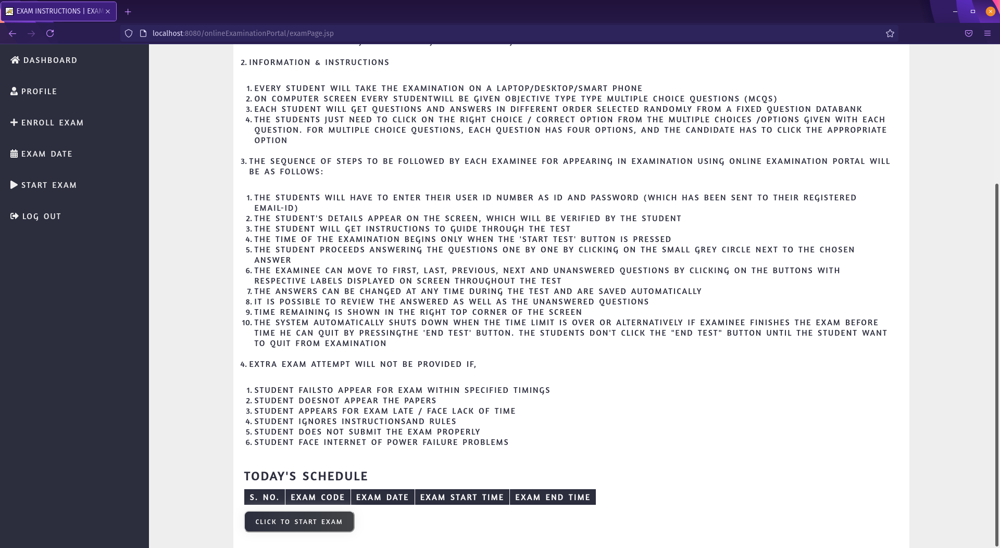 EXAM INSTRUCTIONS | EXAM
localhost:8080/onlineExaminationPortal/examPage.jsp
DASHBOARD
PROFILE
ENROLL EXAM
EXAM DATE
START EXAM
LOG OUT
2. INFORMATION & INSTRUCTIONS
1. EVERY STUDENT WILL TAKE THE EXAMINATION ON A LAPTOP/DESKTOP/SMART PHONE
2. ON COMPUTER SCREEN EVERY STUDENTWILL BE GIVEN OBJECTIVE TYPE TYPE MULTIPLE CHOICE QUESTIONS (MCQS)
3. EACH STUDENT WILL GET QUESTIONS AND ANSWERS IN DIFFERENT ORDER SELECTED RANDOMLY FROM A FIXED QUESTION DATABANK
4. THE STUDENTS JUST NEED TO CLICK ON THE RIGHT CHOICE / CORRECT OPTION FROM THE MULTIPLE CHOICES /OPTIONS GIVEN WITH EACH
QUESTION. FOR MULTIPLE CHOICE QUESTIONS, EACH QUESTION HAS FOUR OPTIONS, AND THE CANDIDATE HAS TO CLICK THE APPROPRIATE
OPTION
3. THE SEQUENCE OF STEPS TO BE FOLLOWED BY EACH EXAMINEE FOR APPEARING IN EXAMINATION USING ONLINE EXAMINATION PORTAL WILL
BE AS FOLLOWS:
1. THE STUDENTS WILL HAVE TO ENTER THEIR USER ID NUMBER AS ID AND PASSWORD (WHICH HAS BEEN SENT TO THEIR REGISTERED
EMAIL-ID)
2. THE STUDENT'S DETAILS APPEAR ON THE SCREEN, WHICH WILL BE VERIFIED BY THE STUDENT
3. THE STUDENT WILL GET INSTRUCTIONS TO GUIDE THROUGH THE TEST
4. THE TIME OF THE EXAMINATION BEGINS ONLY WHEN THE 'START TEST' BUTTON IS PRESSED
5. THE STUDENT PROCEEDS ANSWERING THE QUESTIONS ONE BY ONE BY CLICKING ON THE SMALL GREY CIRCLE NEXT TO THE CHOSEN
ANSWER
6. THE EXAMINEE CAN MOVE TO FIRST, LAST, PREVIOUS, NEXT AND UNANSWERED QUESTIONS BY CLICKING ON THE BUTTONS WITH
RESPECTIVE LABELS DISPLAYED ON SCREEN THROUGHOUT THE TEST
7. THE ANSWERS CAN BE CHANGED AT ANY TIME DURING THE TEST AND ARE SAVED AUTOMATICALLY
8. IT IS POSSIBLE TO REVIEW THE ANSWERED AS WELL AS THE UNANSWERED QUESTIONS
9. TIME REMAINING IS SHOWN IN THE RIGHT TOP CORNER OF THE SCREEN
10. THE SYSTEM AUTOMATICALLY SHUTS DOWN WHEN THE TIME LIMIT IS OVER OR ALTERNATIVELY IF EXAMINEE FINISHES THE EXAM BEFORE
TIME HE CAN QUIT BY PRESSINGTHE 'END TEST' BUTTON. THE STUDENTS DON'T CLICK THE "END TEST" BUTTON UNTIL THE STUDENT WANT
TO QUIT FROM EXAMINATION
4. EXTRA EXAM ATTEMPT WILL NOT BE PROVIDED IF,
1. STUDENT FAILSTO APPEAR FOR EXAM WITHIN SPECIFIED TIMINGS
2. STUDENT DOESNOT APPEAR THE PAPERS
3. STUDENT APPEARS FOR EXAM LATE / FACE LACK OF TIME
4. STUDENT IGNORES INSTRUCTIONSAND RULES
5. STUDENT DOES NOT SUBMIT THE EXAM PROPERLY
6. STUDENT FACE INTERNET OF POWER FAILURE PROBLEMS
TODAY'S SCHEDULE
S. NO. EXAM CODE EXAM DATE EXAM START TIME EXAM END TIME
CLICK TO START EXAM